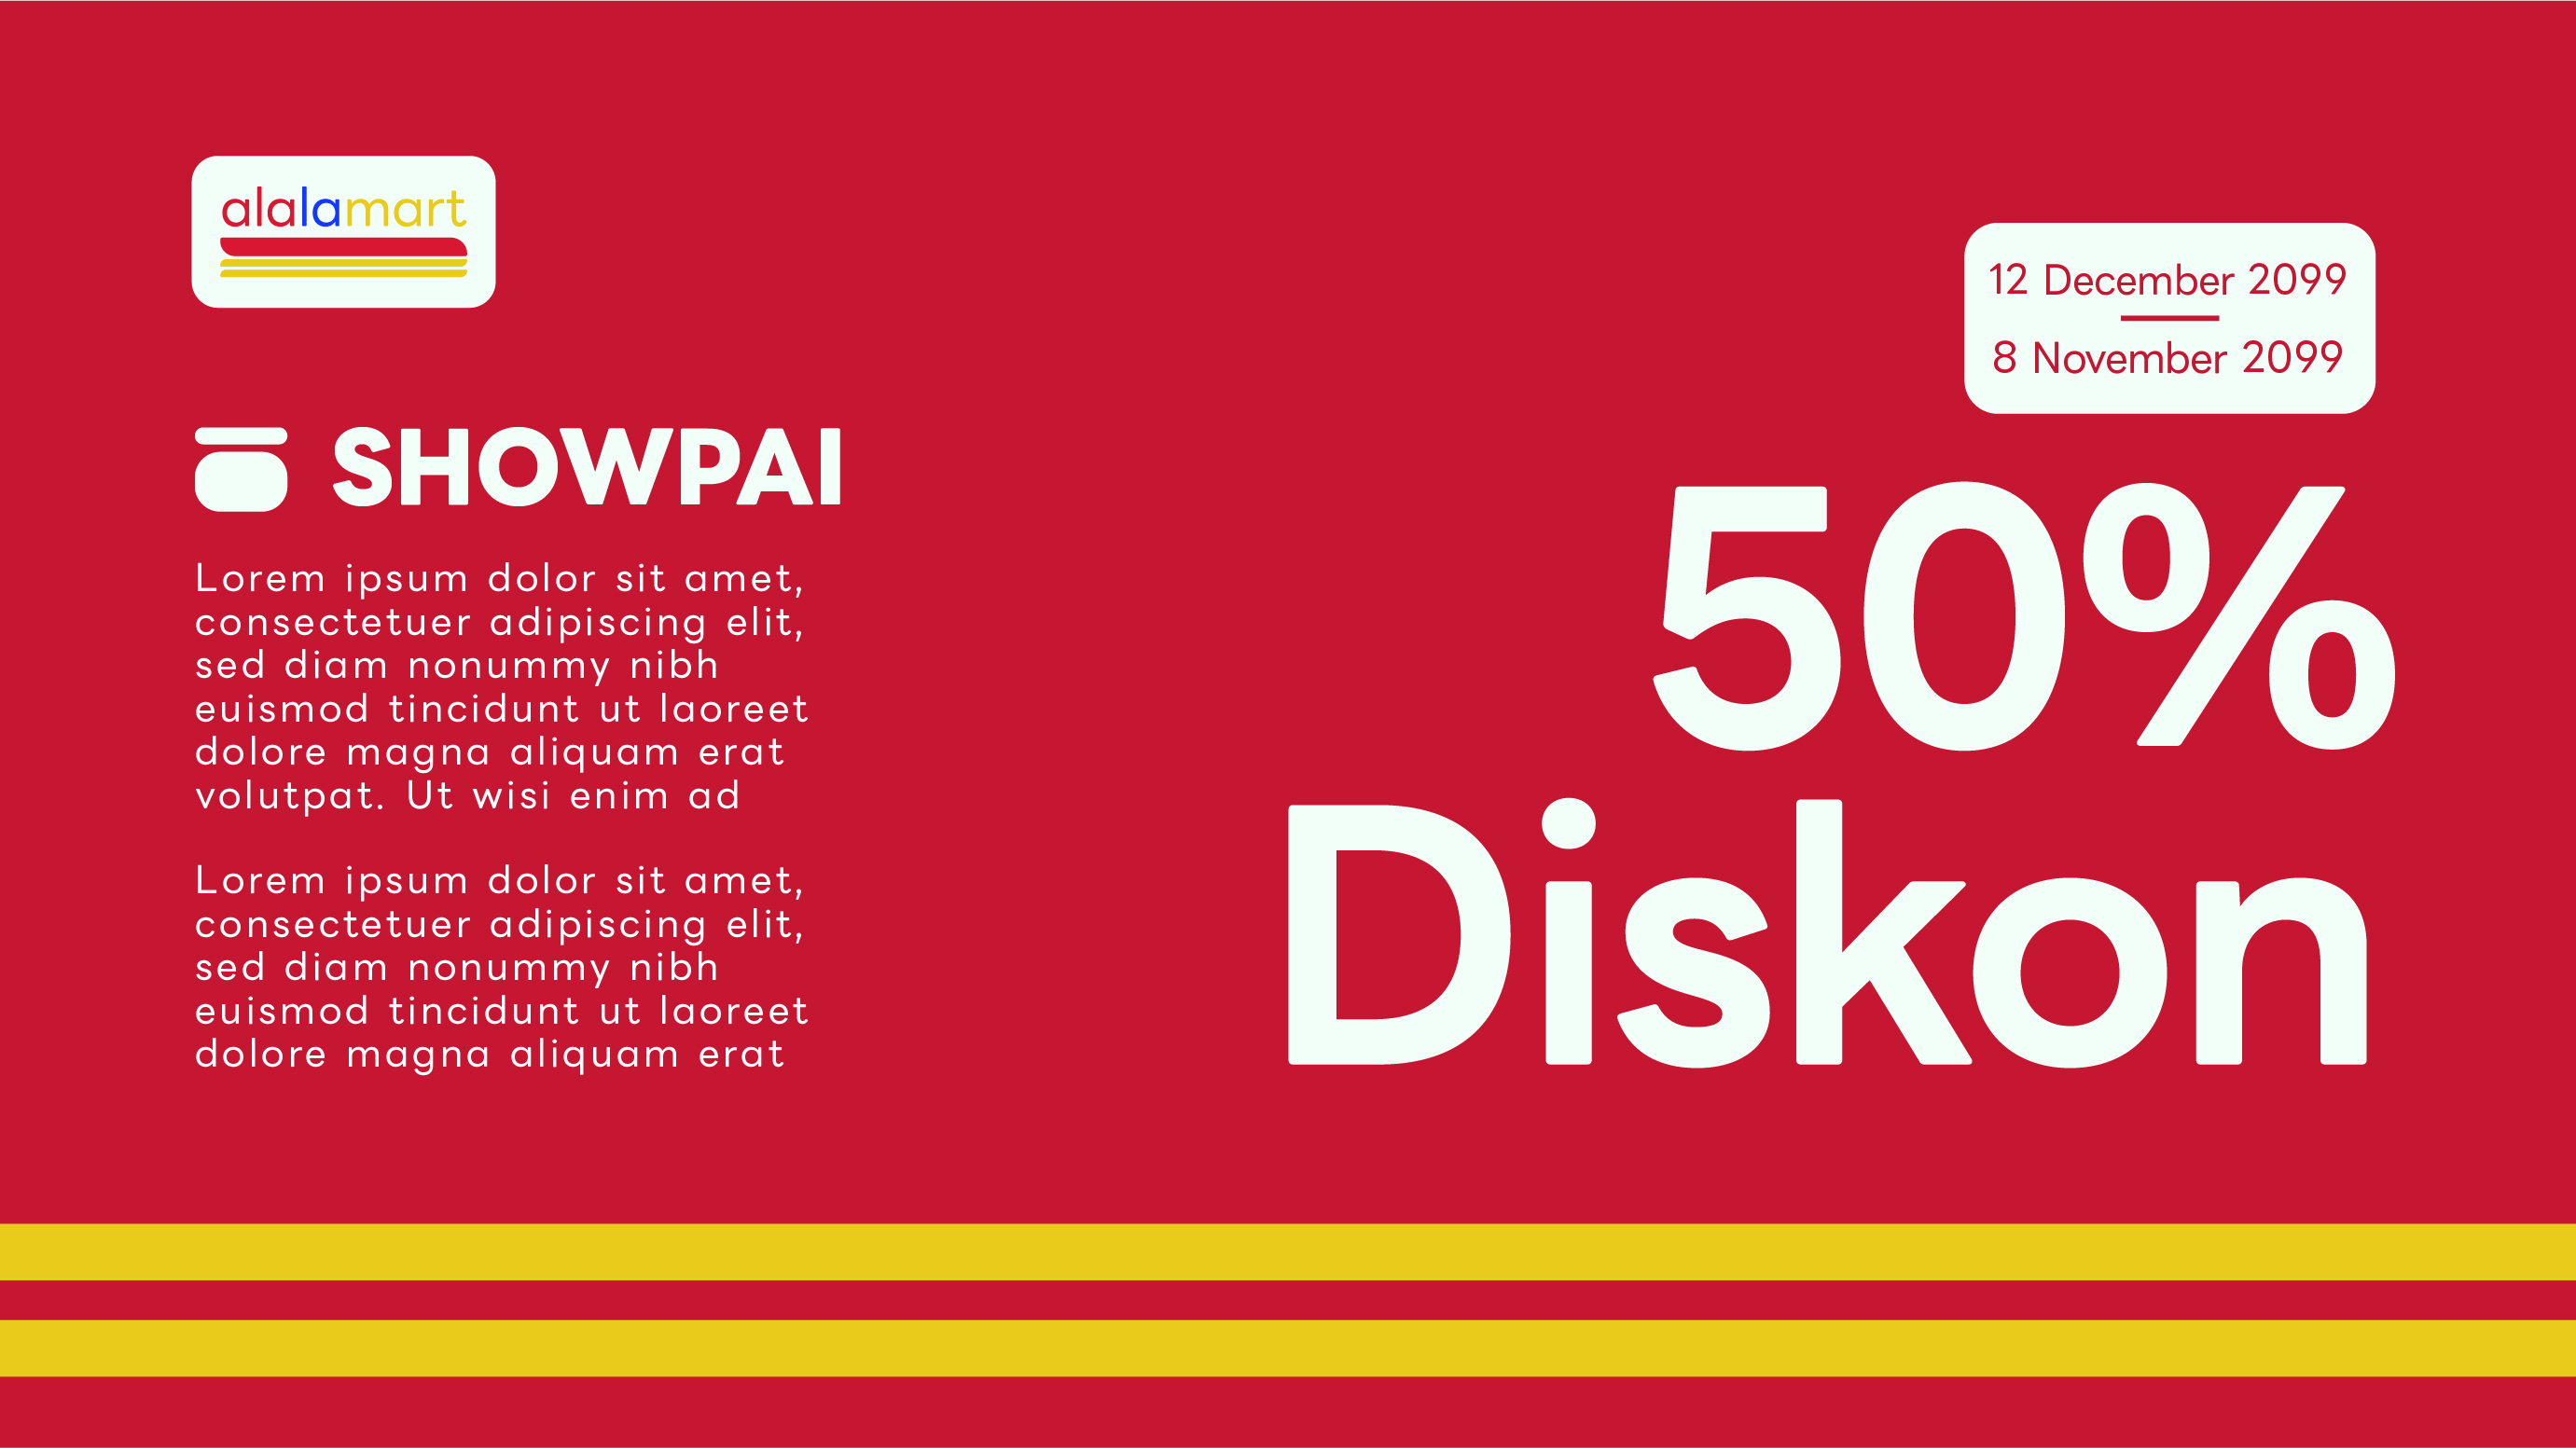 alalamart
SHOWPAI
Lorem ipsum dolor sit amet,
consectetuer adipiscing elit,
sed diam nonummy nibh
euismod tincidunt ut laoreet
dolore magna aliquam erat
volutpat. Ut wisi enim ad
Lorem ipsum dolor sit amet,
consectetuer adipiscing elit,
sed diam nonummy nibh
euismod tincidunt ut laoreet
dolore magna aliquam erat
12 December 2099
8 November 2099
50%
Diskon